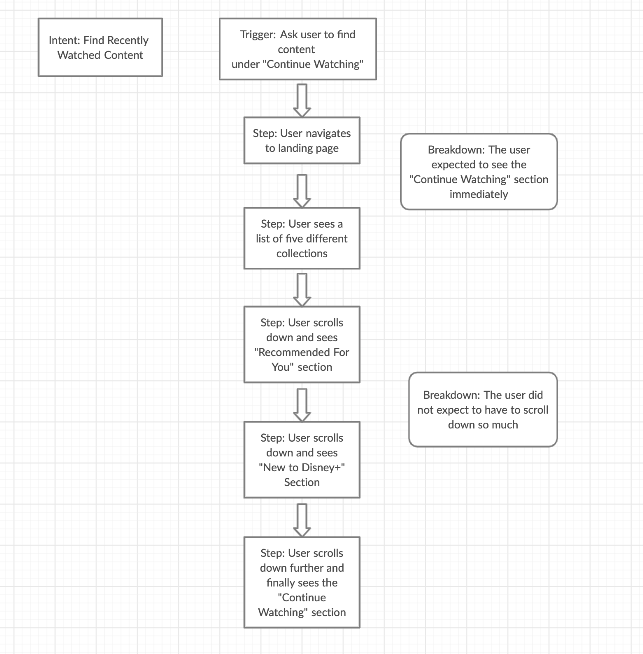 Intent: Find Recently
Watched Content
Trigger: Ask user to find
content
under "Continue Watching"
Step: User navigates
to landing page
Breakdown: The user
expected to see the
"Continue Watching" section
immediately
Step: User sees a
list of five different
collections
Step: User scrolls
down and sees
"Recommended For
You" section
Breakdown: The user did
not expect to have to scroll
down so much
Step: User scrolls
down and sees
"New to Disney+"
Section
Step: User scrolls
down further and
finally sees the
"Continue
Watching" section